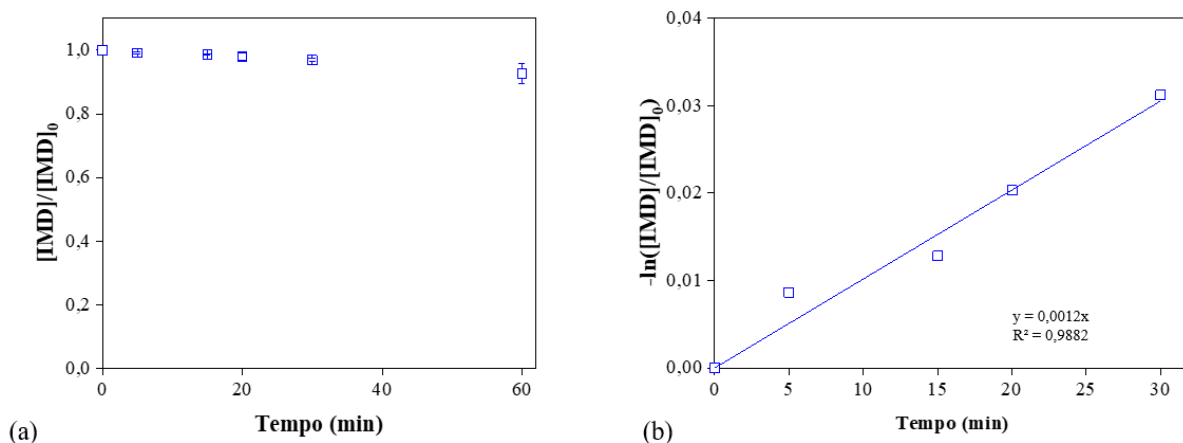 [IMD]/[IMD]₀
1,0
0,8
0,6
0,4
0,2
0,0
0
20
40
60
Tempo (min)
(a)
-ln([IMD]/[IMD]₀)
0,04
0,03
0,02
0,01
0,00
0
5
10
15
20
25
30
y = 0,0012x
R² = 0,9882
Tempo (min)
(b)